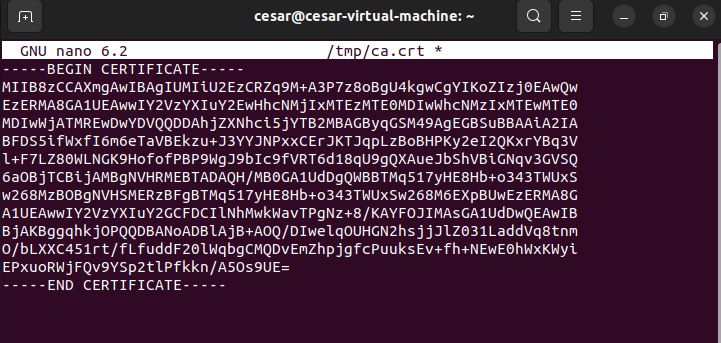 cesar@cesar-virtual-machine: ~
GNU nano 6.2 /tmp/ca.crt *
-----BEGIN CERTIFICATE-----
MIIB8zCCAXmgAwIBAgIUMIiU2EzCRZq9M+A3P7z8oBgU4kgwCgYIKoZIzj0EAwQw
EzERMA8GA1UEAwwIY2VzYXIuY2EwHhcNMjIxMTEzMTE0MDIwWhcNMzIxMTEwMTE0
MDIwWjATMREwDwYDVQQDDAhjZXNhci5jYTB2MBAGByqGSM49AgEGBSuBBAAiA2IA
BFDS5ifWxfI6m6eTaVBEkzu+J3YYJNPxxCErJKTJqpLzBoBHPKy2eI2QKxrYBq3V
l+F7LZ80WLNGK9HofofPBP9WgJ9bIc9fVRT6d18qU9gQXAueJbShVBiGNqv3GVSQ
6aOBjTCBijAMBgNVHRMEBTADAQH/MB0GA1UdDgQWBBTMq517yHE8Hb+o343TWUxS
w268MzBOBgNVHSMERzBFgBTMq517yHE8Hb+o343TWUxSw268M6EXpBUwEzERMA8G
A1UEAwwIY2VzYXIuY2GCFDCIlNhMwkWavTPgNz+8/KAYFOJIMAsGA1UdDwQEAwIB
BjAKBggqhkjOPQQDBANoADBlAjB+AOQ/DIwelqOUHGN2hsjjJlZ031LaddVq8tnm
O/bLXXC451rt/fLfuddF20lWqbgCMQDvEmZhpjgfcPuuksEv+fh+NEwE0hWxKWyi
EPxuoRWjFQv9YSp2tlPfkkn/A5Os9UE=
-----END CERTIFICATE-----